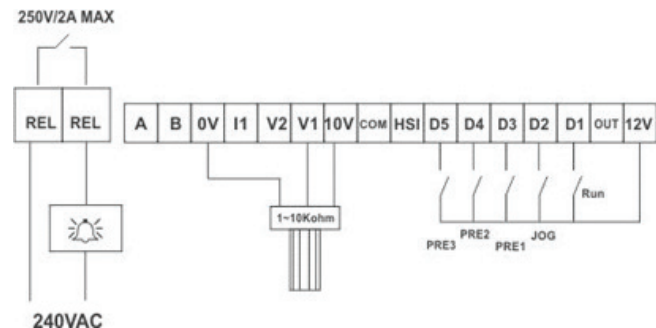 250V/2A MAX
REL REL A B 0V I1 V2 V1 10V COM HSI D5 D4 D3 D2 D1 OUT 12V
Run
1~10Kohm
PRE3 PRE2 PRE1 JOG
240VAC